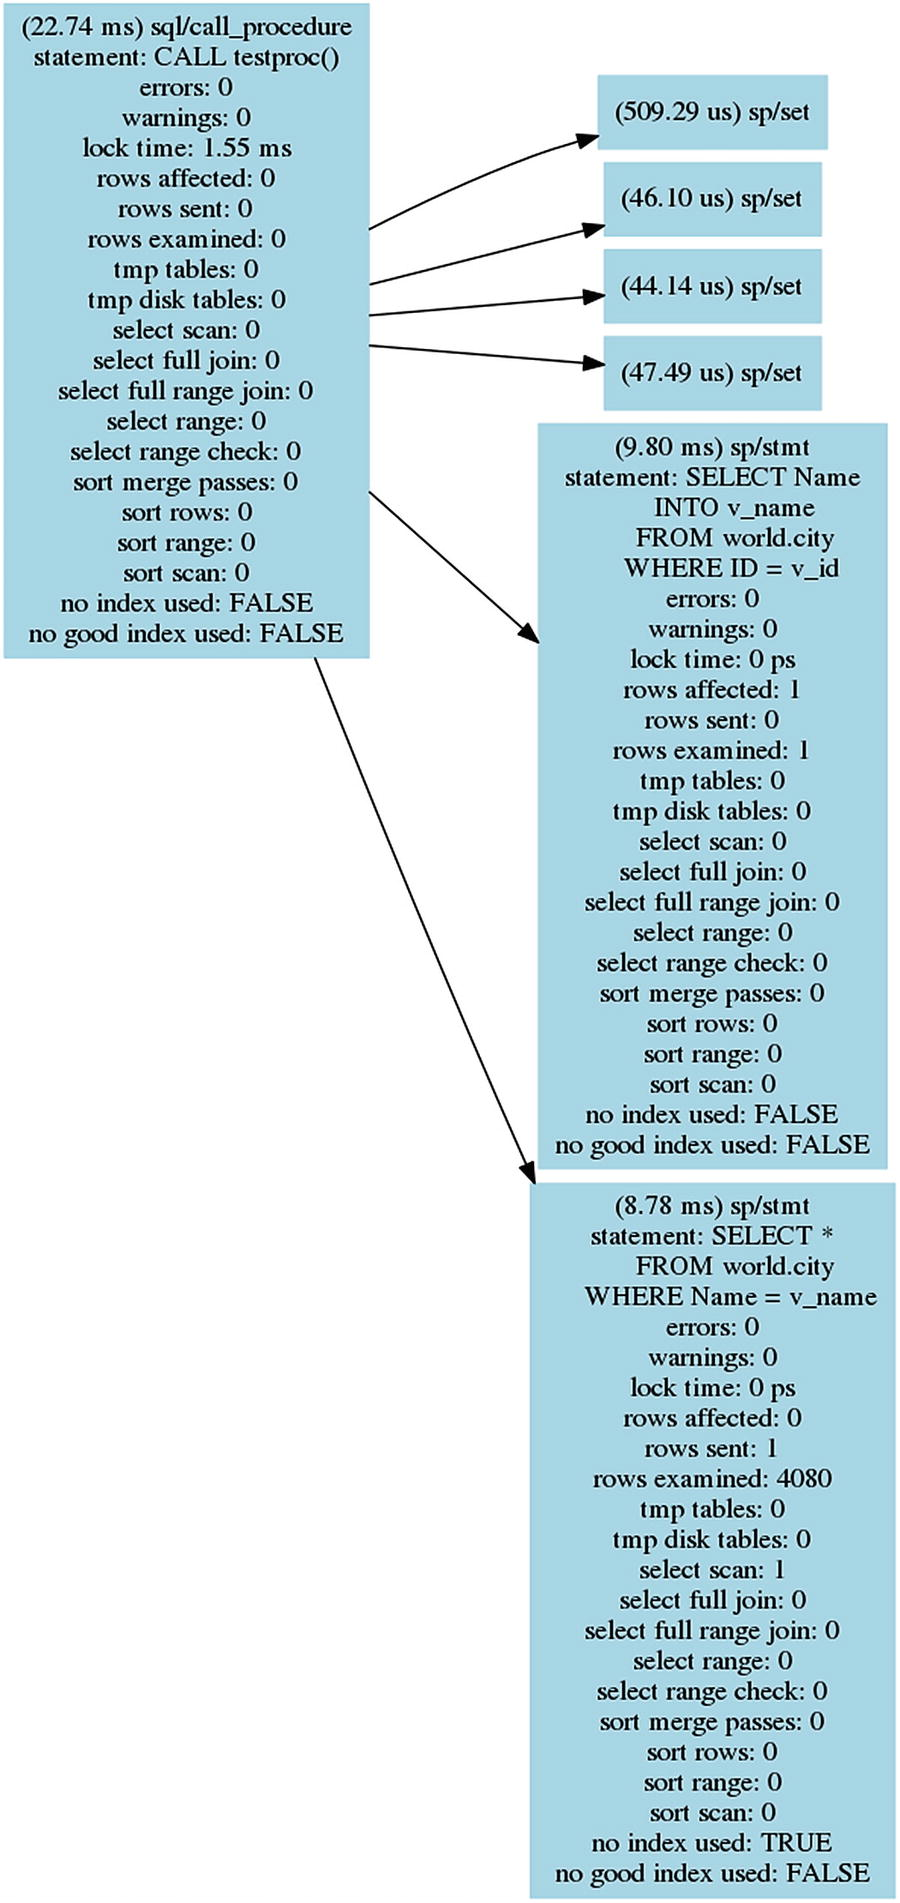 (22.74 ms) sql/call_procedure
statement: CALL testproc()
errors: 0
warnings: 0
lock time: 1.55 ms
rows affected: 0
rows sent: 0
rows examined: 0
tmp tables: 0
tmp disk tables: 0
select scan: 0
select full join: 0
select full range join: 0
select range: 0
select range check: 0
sort merge passes: 0
sort rows: 0
sort range: 0
sort scan: 0
no index used: FALSE
no good index used: FALSE
(509.29 us) sp/set
(46.10 us) sp/set
(44.14 us) sp/set
(47.49 us) sp/set
(9.80 ms) sp/stmt
statement: SELECT Name
INTO v_name
FROM world.city
WHERE ID = v_id
errors: 0
warnings: 0
lock time: 0 ps
rows affected: 1
rows sent: 0
rows examined: 1
tmp tables: 0
tmp disk tables: 0
select scan: 0
select full join: 0
select full range join: 0
select range: 0
select range check: 0
sort merge passes: 0
sort rows: 0
sort range: 0
sort scan: 0
no index used: FALSE
no good index used: FALSE
(8.78 ms) sp/stmt
statement: SELECT *
FROM world.city
WHERE Name = v_name
errors: 0
warnings: 0
lock time: 0 ps
rows affected: 0
rows sent: 1
rows examined: 4080
tmp tables: 0
tmp disk tables: 0
select scan: 1
select full join: 0
select full range join: 0
select range: 0
select range check: 0
sort merge passes: 0
sort rows: 0
sort range: 0
sort scan: 0
no index used: TRUE
no good index used: FALSE